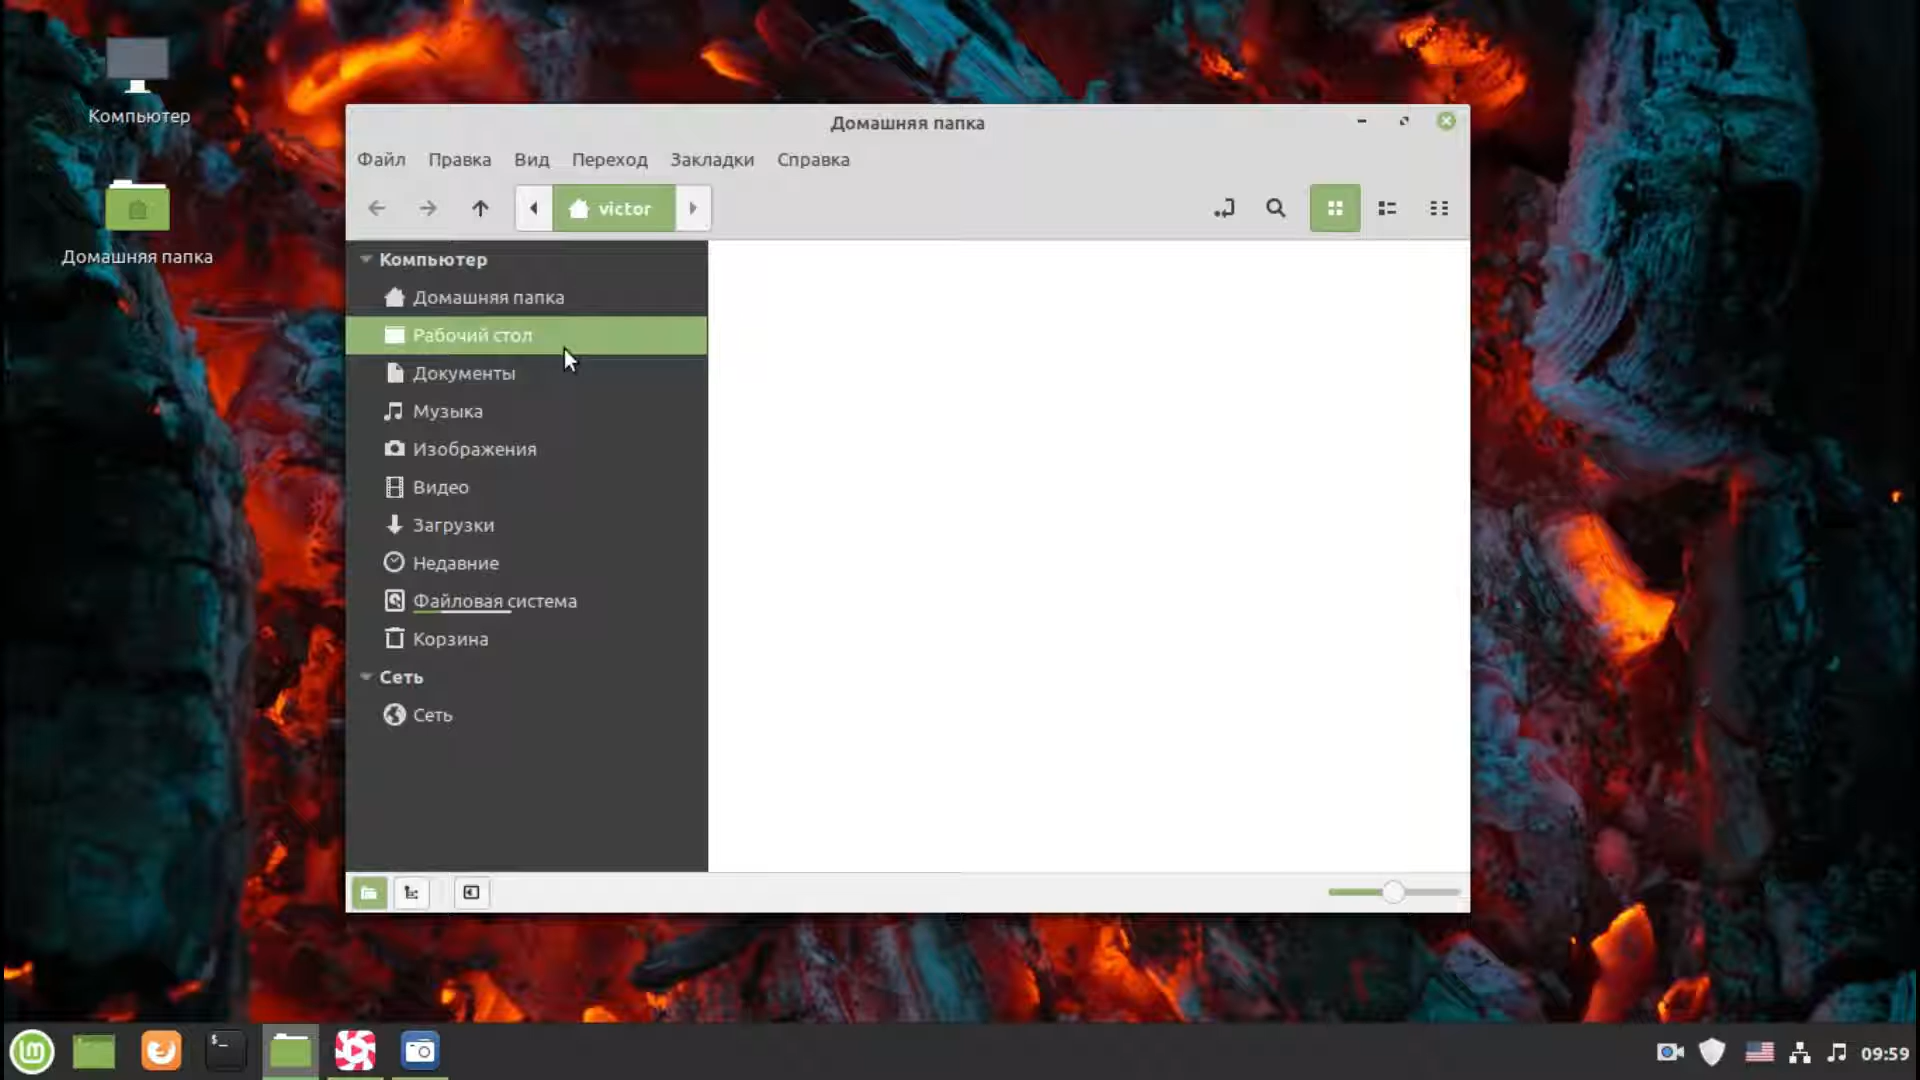 Компьютер
Домашняя папка
Домашняя папка
Файл Правка Вид Переход Закладки Справка
victor
Компьютер
Домашняя папка
Рабочий стол
Документы
Музыка
Изображения
Видео
Загрузки
Недавние
Файловая система
Корзина
Сеть
Сеть
$_
lm
09:59